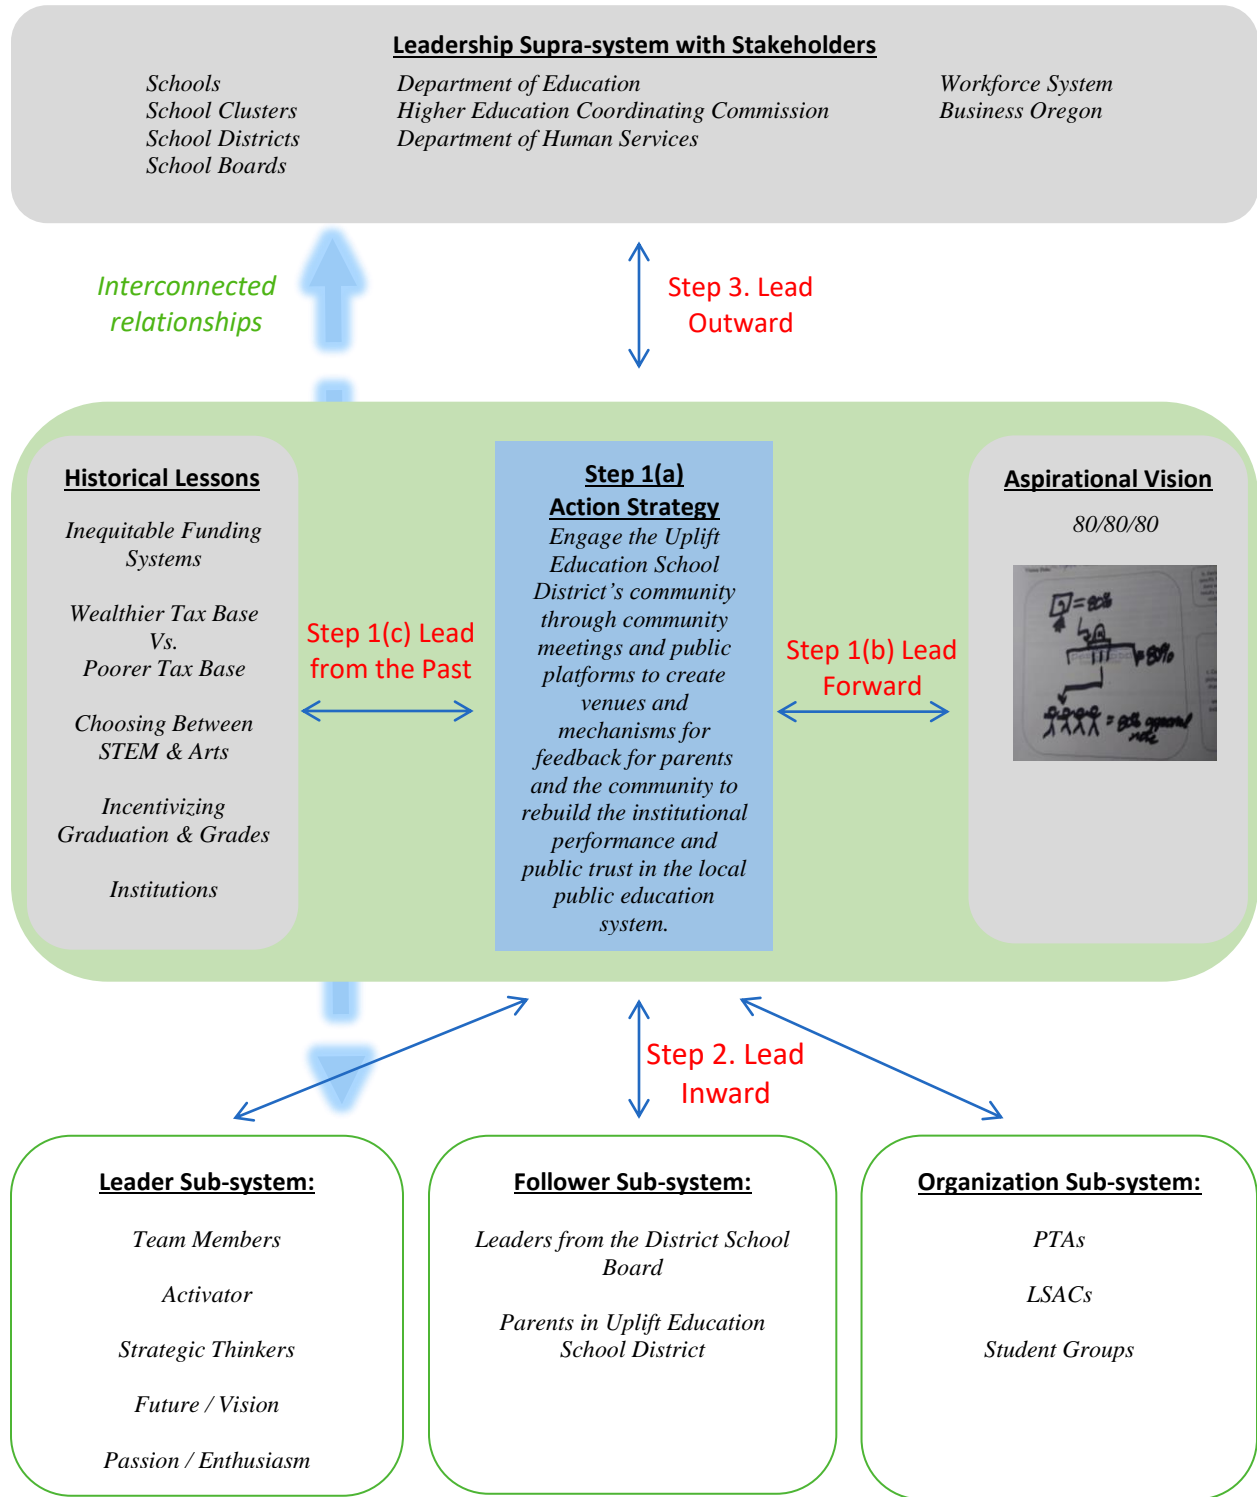 Leadership Supra-system with Stakeholders
Schools
School Clusters
School Districts
School Boards
Department of Education
Higher Education Coordinating Commission
Department of Human Services
Workforce System
Business Oregon
Interconnected
relationships
Step 3. Lead
Outward
Historical Lessons
Inequitable Funding
Systems
Wealthier Tax Base
Vs.
Poorer Tax Base
Choosing Between
STEM & Arts
Incentivizing
Graduation & Grades
Institutions
Step 1(c) Lead
from the Past
Step 1(a)
Action Strategy
Engage the Uplift
Education School
District’s community
through community
meetings and public
platforms to create
venues and
mechanisms for
feedback for parents
and the community to
rebuild the institutional
performance and
public trust in the local
public education
system.
Step 1(b) Lead
Forward
Aspirational Vision
80/80/80
= 80%
= 80%
= 80% approval
rate
Step 2. Lead
Inward
Leader Sub-system:
Team Members
Activator
Strategic Thinkers
Future / Vision
Passion / Enthusiasm
Follower Sub-system:
Leaders from the District School
Board
Parents in Uplift Education
School District
Organization Sub-system:
PTAs
LSACs
Student Groups